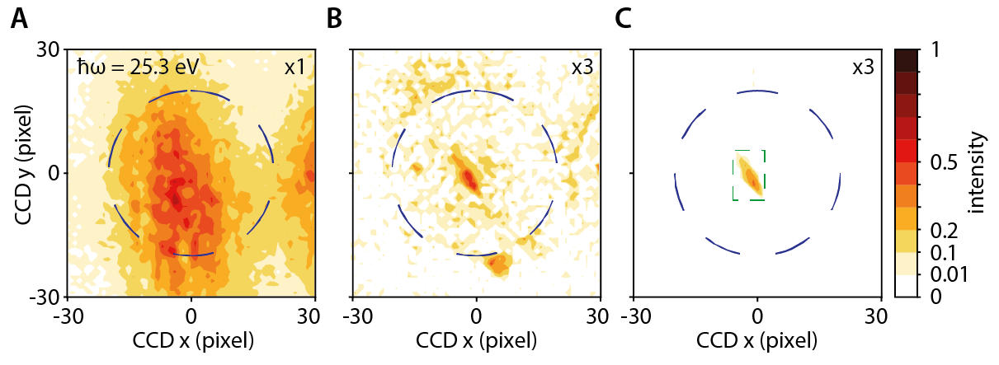 A
B
C
ħω = 25.3 eV
x1
x3
x3
30
0
-30
CCD y (pixel)
-30
0
30
-30
0
30
-30
0
30
CCD x (pixel)
CCD x (pixel)
CCD x (pixel)
1
0.5
0.2
0.1
0.01
0
intensity